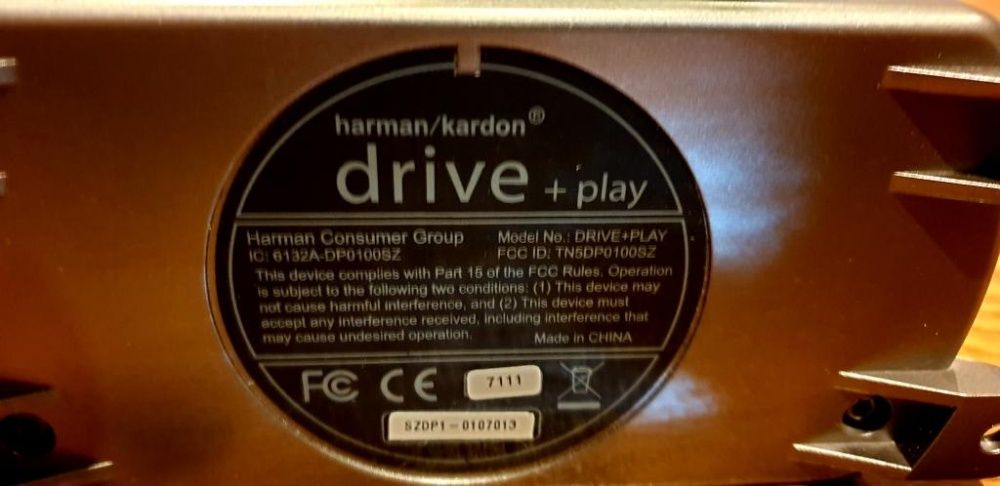 harman/kardon®
drive + play
Harman Consumer Group Model No.: DRIVE+PLAY
IC: 6132A-DP0100SZ FCC ID: TN5DP0100SZ
This device complies with Part 15 of the FCC Rules. Operation
is subject to the following two conditions: (1) This device may
not cause harmful interference, and (2) This device must
accept any interference received, including interference that
may cause undesired operation. Made in CHINA
FC CE 7111
SZDP1-0107013